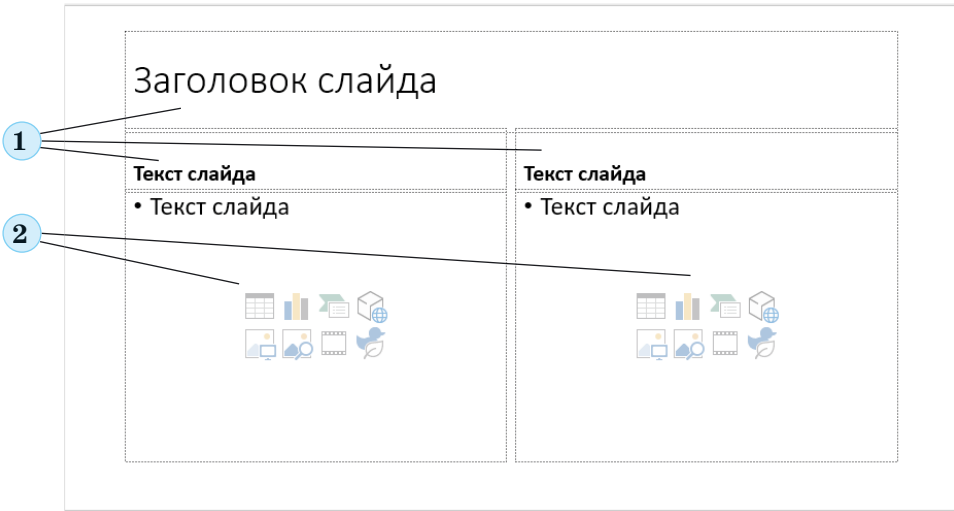 Заголовок слайда
1
Текст слайда
Текст слайда
• Текст слайда
• Текст слайда
2